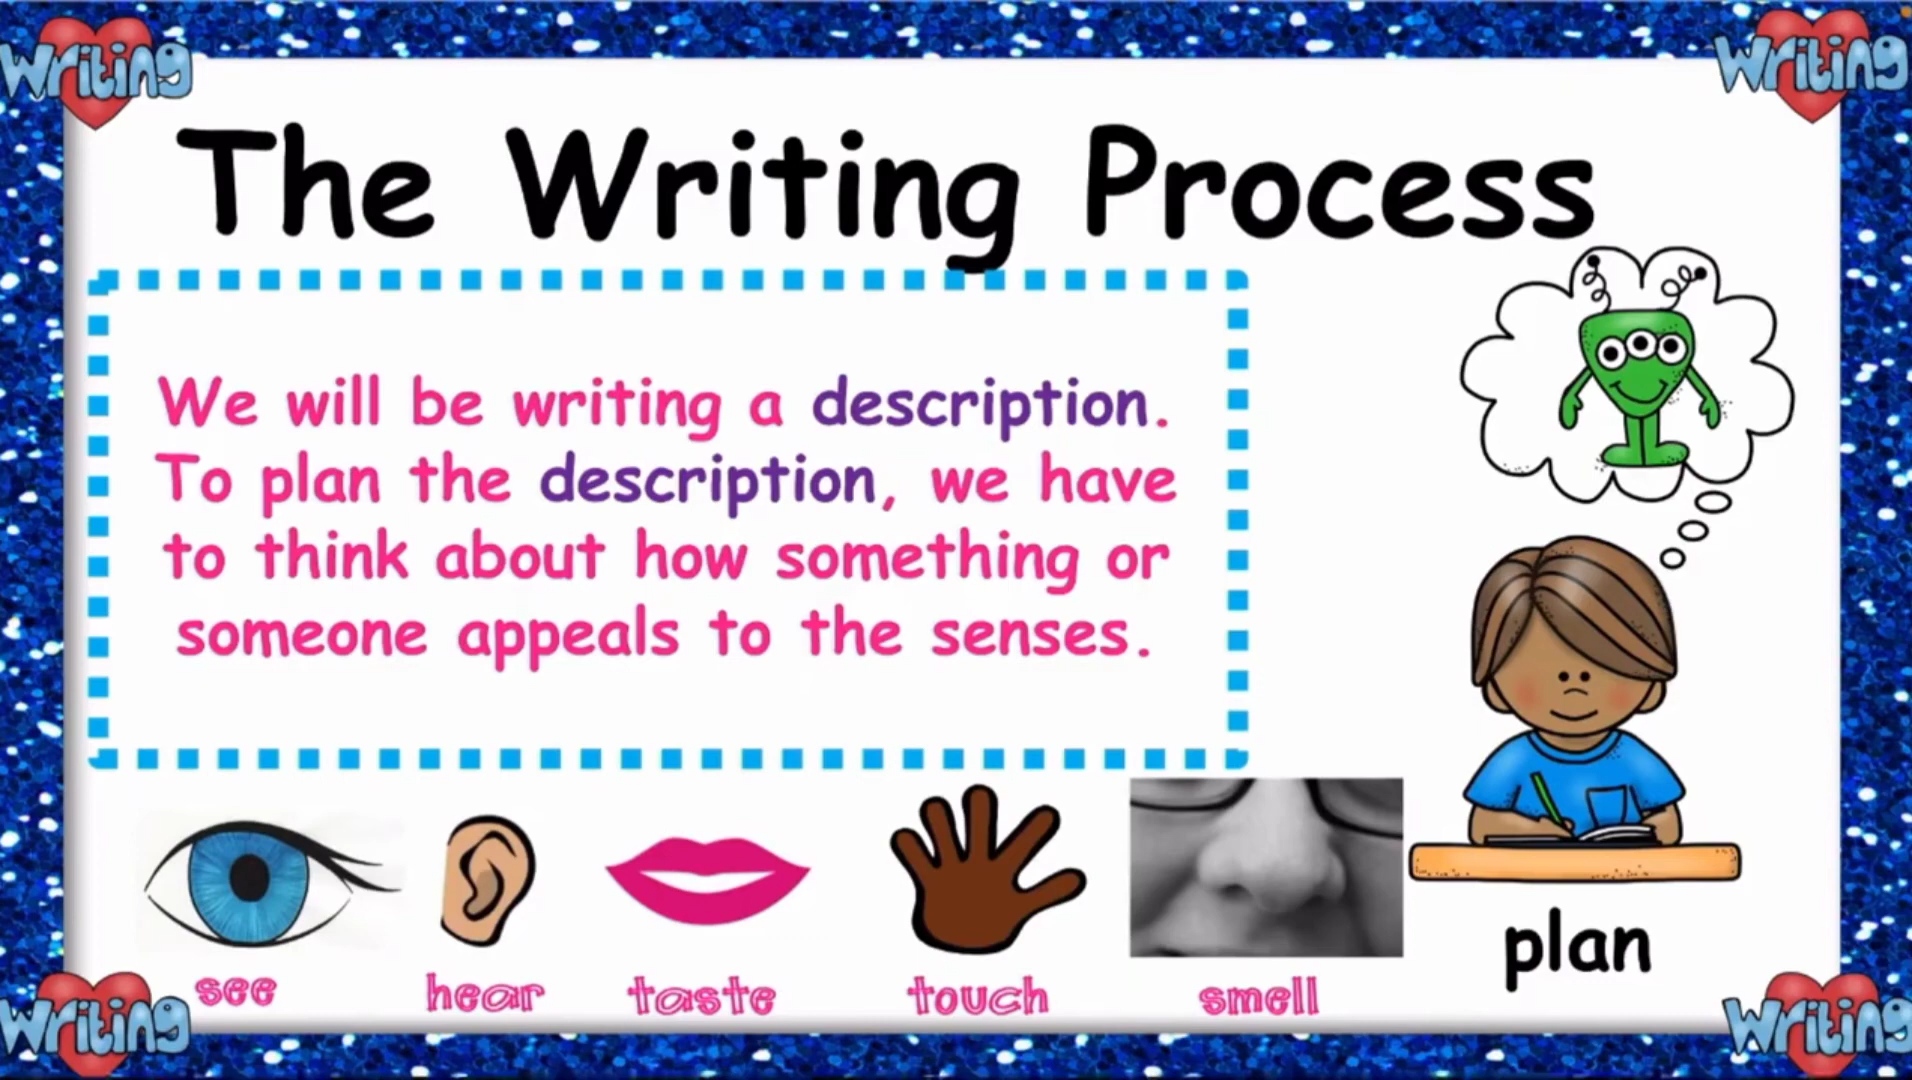 Writing
Writing
The Writing Process
We will be writing a description.
To plan the description, we have
to think about how something or
someone appeals to the senses.
see
hear
taste
touch
smell
plan
Writing
Writing